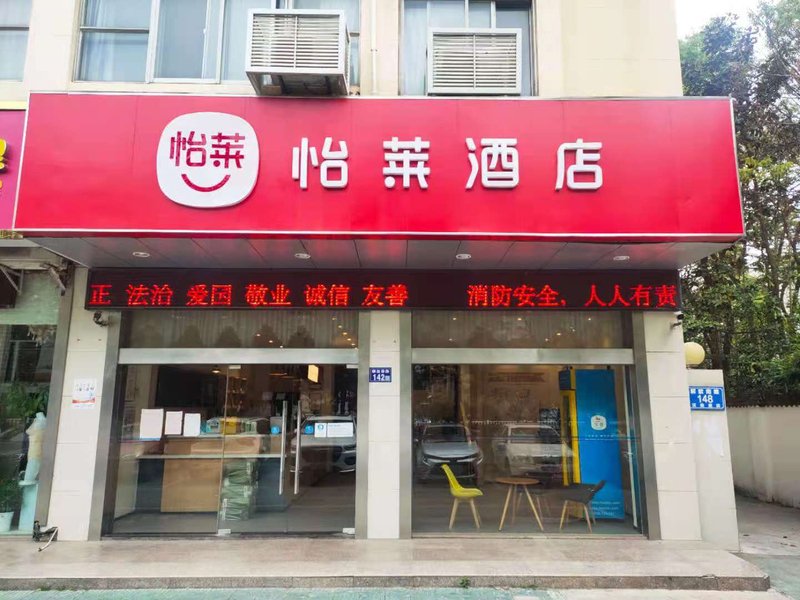 怡莱
怡莱酒店
正 法治 爱国 敬业 诚信 友善 消防安全，人人有责
142
148